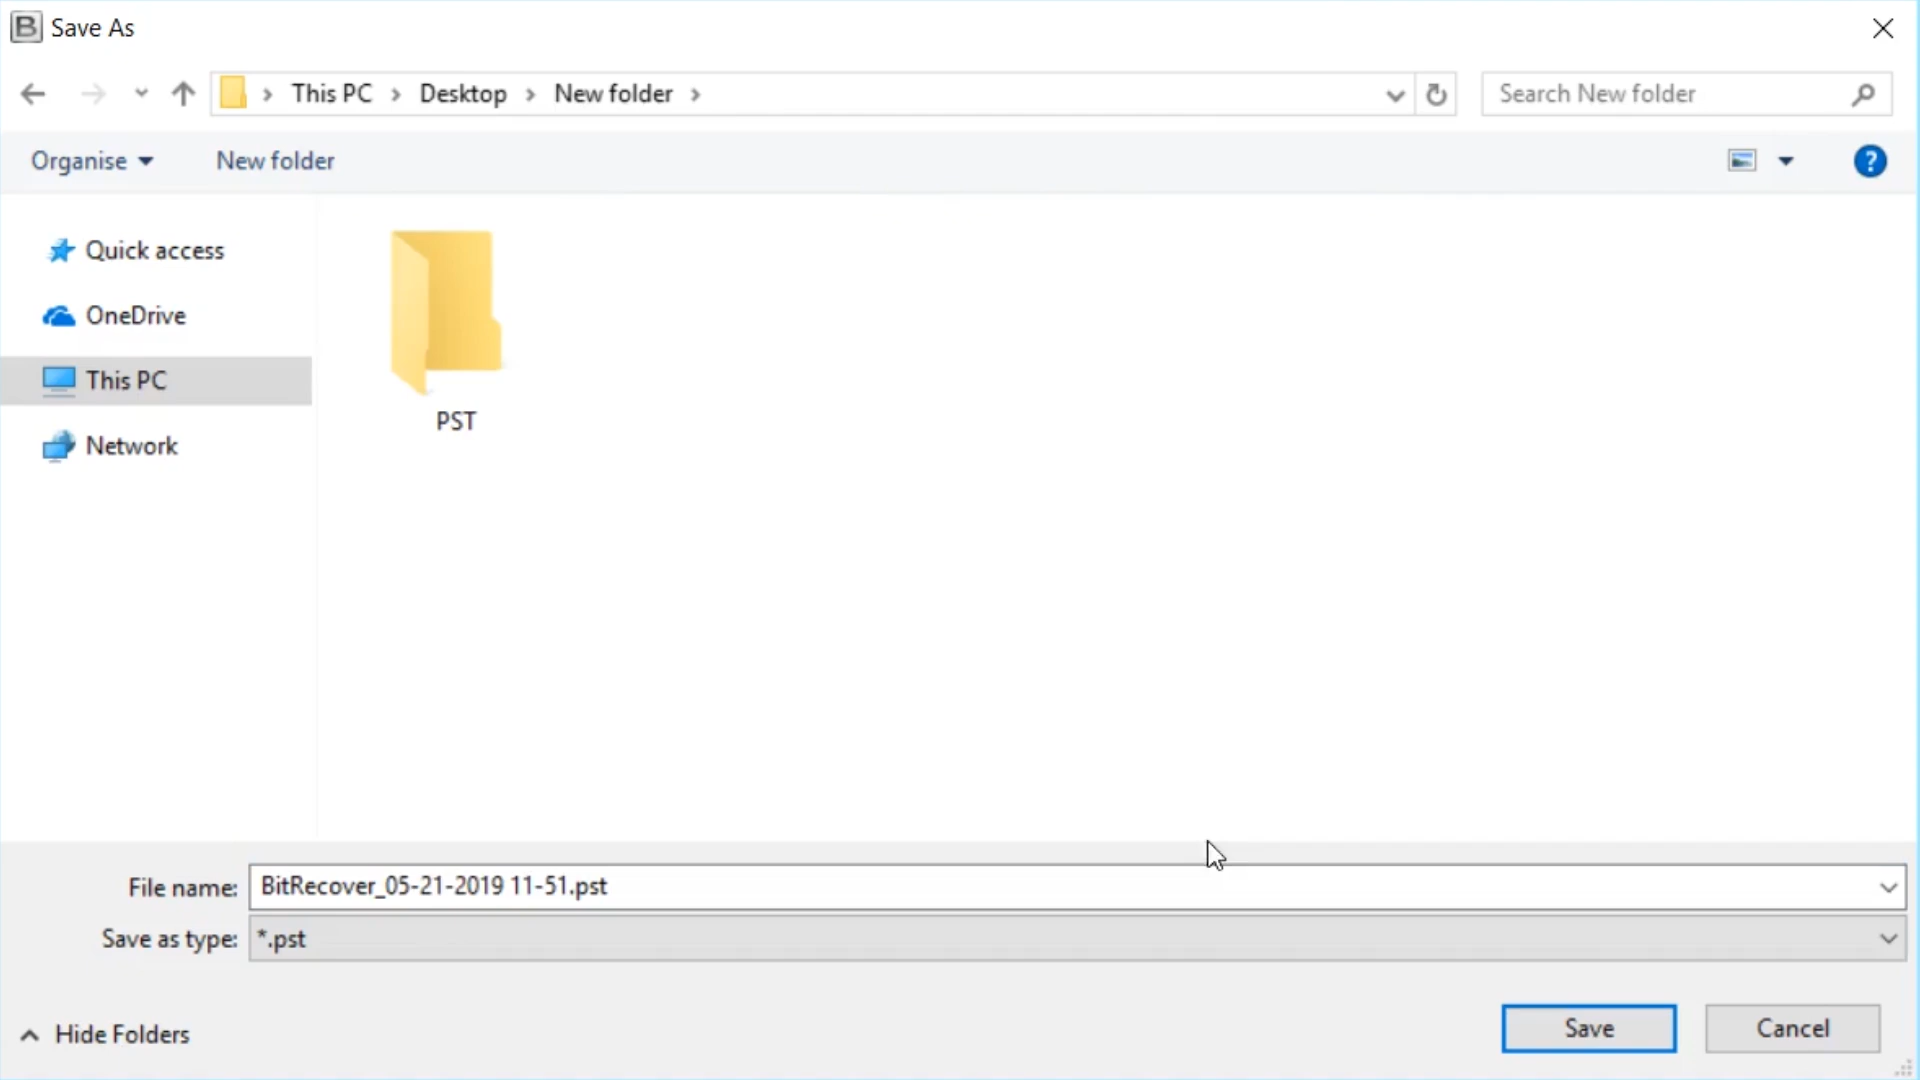 B Save As
This PC > Desktop > New folder >
Search New folder
Organise
New folder
?
Quick access
OneDrive
This PC
Network
PST
File name: BitRecover_05-21-2019 11-51.pst
Save as type: *.pst
Hide Folders
Save
Cancel